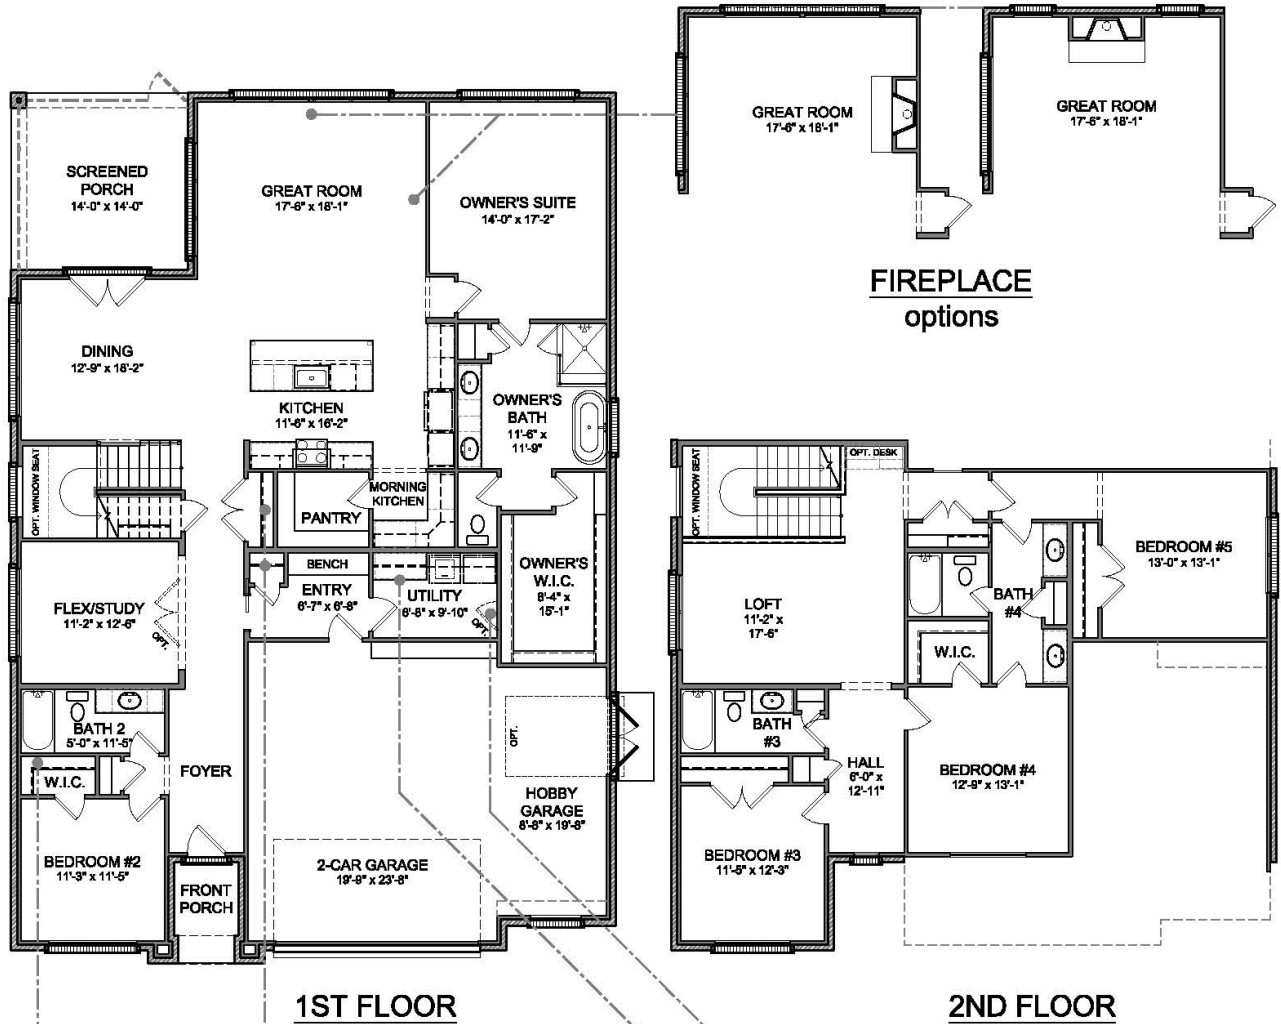 GREAT ROOM
17'-6" x 18'-1"
GREAT ROOM
17'-6" x 18'-1"
FIREPLACE
options
SCREENED
PORCH
14'-0" x 14'-0"
GREAT ROOM
17'-6" x 18'-1"
OWNER'S SUITE
14'-0" x 17'-2"
DINING
12'-9" x 18'-2"
KITCHEN
11'-6" x 16'-2"
OWNER'S
BATH
11'-6" x
11'-9"
OPT. WINDOW SEAT
MORNING
KITCHEN
PANTRY
BENCH
ENTRY
6'-7" x 6'-8"
UTILITY
6'-8" x 9'-10"
OPT.
OWNER'S
W.I.C.
8'-4" x
15'-1"
FLEX/STUDY
11'-2" x 12'-6"
OPT.
BATH 2
5'-0" x 11'-5"
W.I.C.
FOYER
OPT.
HOBBY
GARAGE
8'-8" x 19'-8"
BEDROOM #2
11'-3" x 11'-5"
FRONT
PORCH
2-CAR GARAGE
19'-9" x 23'-8"
1ST FLOOR
OPT. WINDOW SEAT
OPT. DESK
BEDROOM #5
13'-0" x 13'-1"
LOFT
11'-2" x
17'-6"
BATH
#4
W.I.C.
BATH
#3
HALL
6'-0" x
12'-11"
BEDROOM #4
12'-9" x 13'-1"
BEDROOM #3
11'-5" x 12'-3"
2ND FLOOR